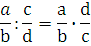 a/b : c/d = a/b · d/c